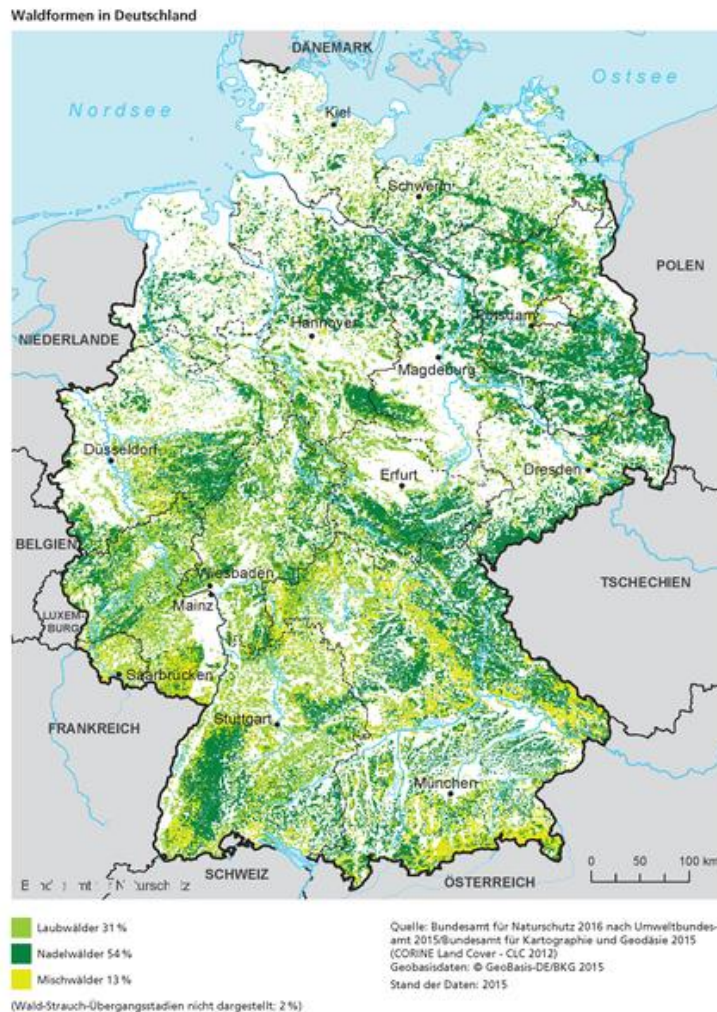 Waldformen in Deutschland
DÄNEMARK
Nordsee
Ostsee
Kiel
Schwerin
POLEN
Hannover
NIEDERLANDE
Magdeburg
Düsseldorf
Erfurt
Dresden
BELGIEN
Wiesbaden
TSCHECHIEN
Mainz
LUXEM-
BURG
Saarbrücken
FRANKREICH
Stuttgart
München
0 50 100 km
SCHWEIZ
ÖSTERREICH
Laubwälder 31 %
Nadelwälder 54 %
Mischwälder 13 %
(Wald-Strauch-Übergangsstadien nicht dargestellt: 2 %)
Quelle: Bundesamt für Naturschutz 2016 nach Umweltbundes-
amt 2015/Bundesamt für Kartographie und Geodäsie 2015
(CORINE Land Cover - CLC 2012)
Geobasisdaten: © GeoBasis-DE/BKG 2015
Stand der Daten: 2015